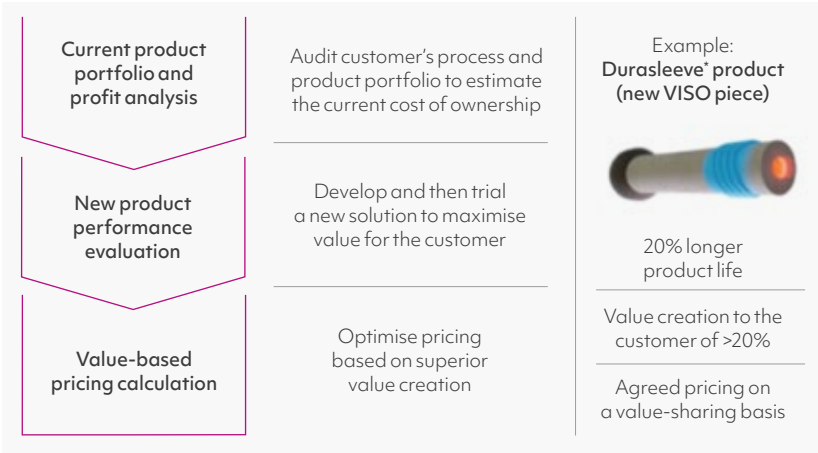 Current product
portfolio and
profit analysis
Audit customer's process and
product portfolio to estimate
the current cost of ownership
New product
performance
evaluation
Develop and then trial
a new solution to maximise
value for the customer
Value-based
pricing calculation
Optimise pricing
based on superior
value creation
Example:
Durasleeve* product
(new VISO piece)
20% longer
product life
Value creation to the
customer of >20%
Agreed pricing on
a value-sharing basis